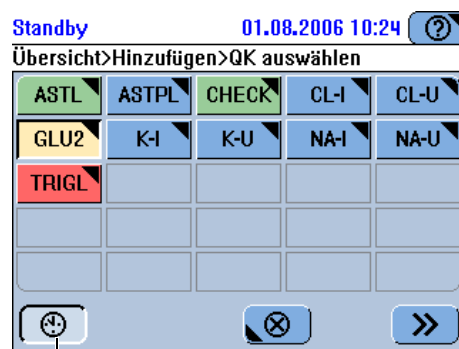 Standby 01.08.2006 10:24 ?
Übersicht>Hinzufügen>QK auswählen
ASTL ASTPL CHECK CL-I CL-U
GLU2 K-I K-U NA-I NA-U
TRIGL